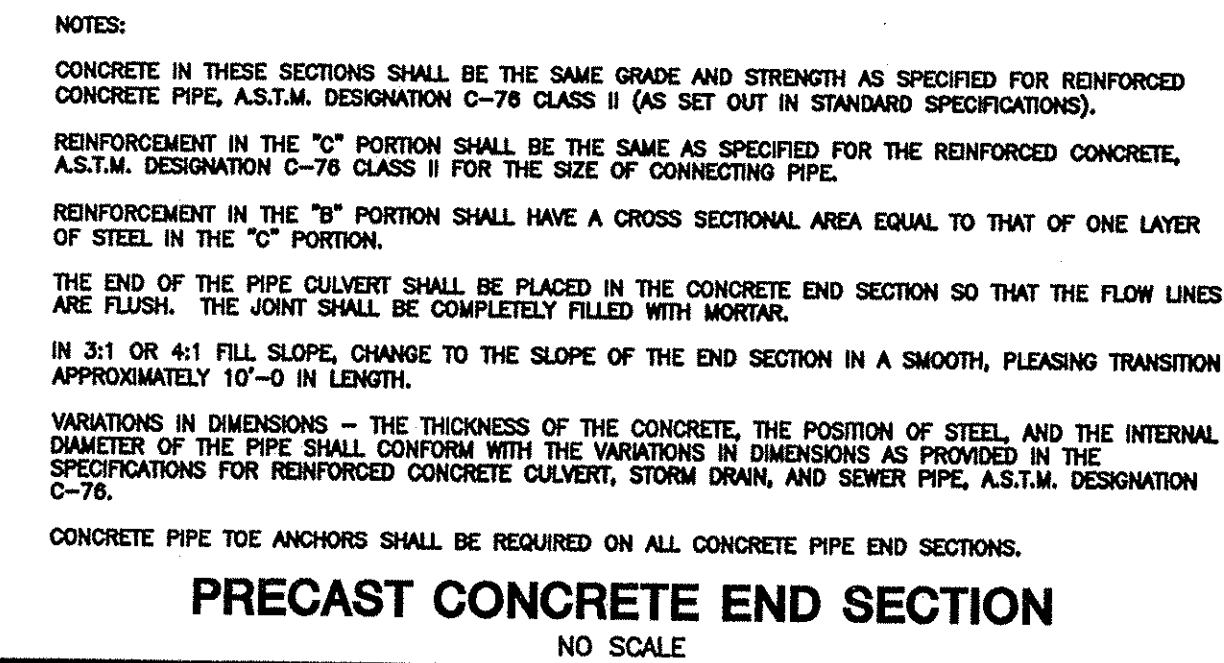 NOTES:
CONCRETE IN THESE SECTIONS SHALL BE THE SAME GRADE AND STRENGTH AS SPECIFIED FOR REINFORCED
CONCRETE PIPE, A.S.T.M. DESIGNATION C-76 CLASS II (AS SET OUT IN STANDARD SPECIFICATIONS).
REINFORCEMENT IN THE "C" PORTION SHALL BE THE SAME AS SPECIFIED FOR THE REINFORCED CONCRETE,
A.S.T.M. DESIGNATION C-76 CLASS II FOR THE SIZE OF CONNECTING PIPE.
REINFORCEMENT IN THE "B" PORTION SHALL HAVE A CROSS SECTIONAL AREA EQUAL TO THAT OF ONE LAYER
OF STEEL IN THE "C" PORTION.
THE END OF THE PIPE CULVERT SHALL BE PLACED IN THE CONCRETE END SECTION SO THAT THE FLOW LINES
ARE FLUSH. THE JOINT SHALL BE COMPLETELY FILLED WITH MORTAR.
IN 3:1 OR 4:1 FILL SLOPE, CHANGE TO THE SLOPE OF THE END SECTION IN A SMOOTH, PLEASING TRANSITION
APPROXIMATELY 10'-0 IN LENGTH.
VARIATIONS IN DIMENSIONS – THE THICKNESS OF THE CONCRETE, THE POSITION OF STEEL, AND THE INTERNAL
DIAMETER OF THE PIPE SHALL CONFORM WITH THE VARIATIONS IN DIMENSIONS AS PROVIDED IN THE
SPECIFICATIONS FOR REINFORCED CONCRETE CULVERT, STORM DRAIN, AND SEWER PIPE, A.S.T.M. DESIGNATION
C-76.
CONCRETE PIPE TOE ANCHORS SHALL BE REQUIRED ON ALL CONCRETE PIPE END SECTIONS.
PRECAST CONCRETE END SECTION
NO SCALE